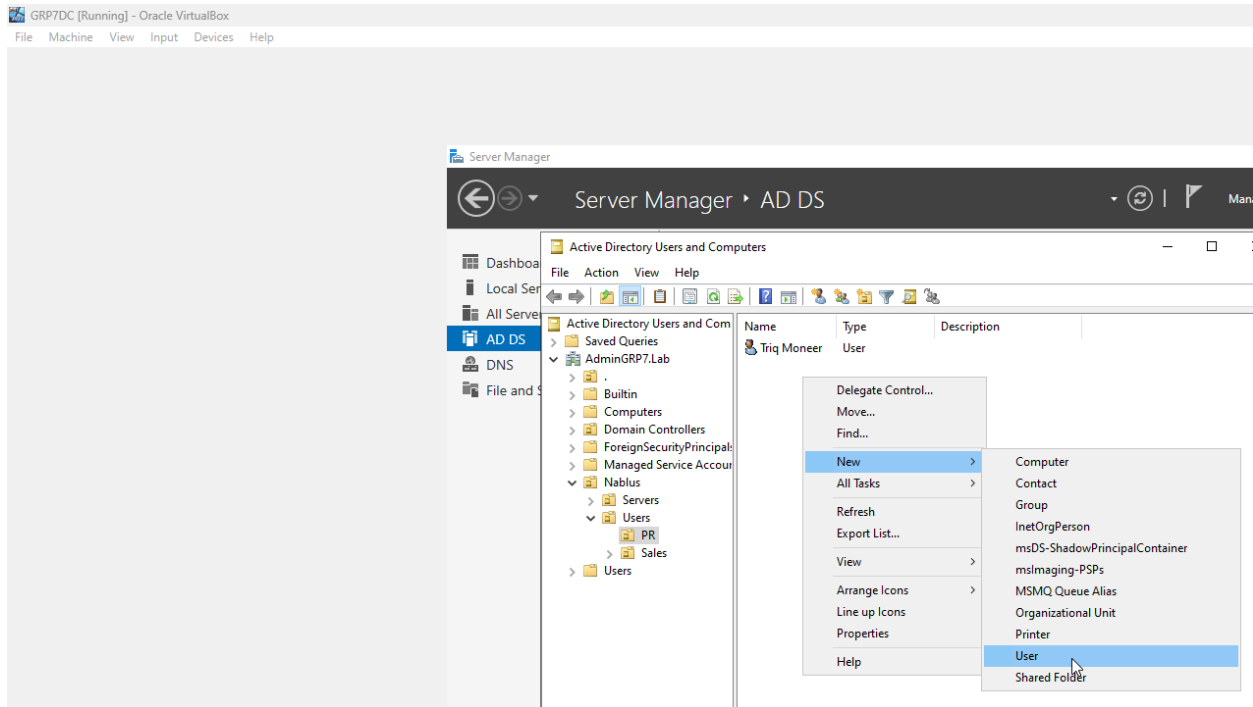 GRP7DC [Running] - Oracle VirtualBox
File Machine View Input Devices Help
Server Manager
Server Manager ‣ AD DS
Dashboa
Local Ser
All Server
AD DS
DNS
File and S
Active Directory Users and Computers
File Action View Help
Active Directory Users and Com
Saved Queries
AdminGRP7.Lab
.
Builtin
Computers
Domain Controllers
ForeignSecurityPrincipals
Managed Service Accour
Nablus
Servers
Users
PR
Sales
Users
Name Type Description
Triq Moneer User
Delegate Control...
Move...
Find...
New
All Tasks
Refresh
Export List...
View
Arrange Icons
Line up Icons
Properties
Help
Computer
Contact
Group
InetOrgPerson
msDS-ShadowPrincipalContainer
msImaging-PSPs
MSMQ Queue Alias
Organizational Unit
Printer
User
Shared Folder